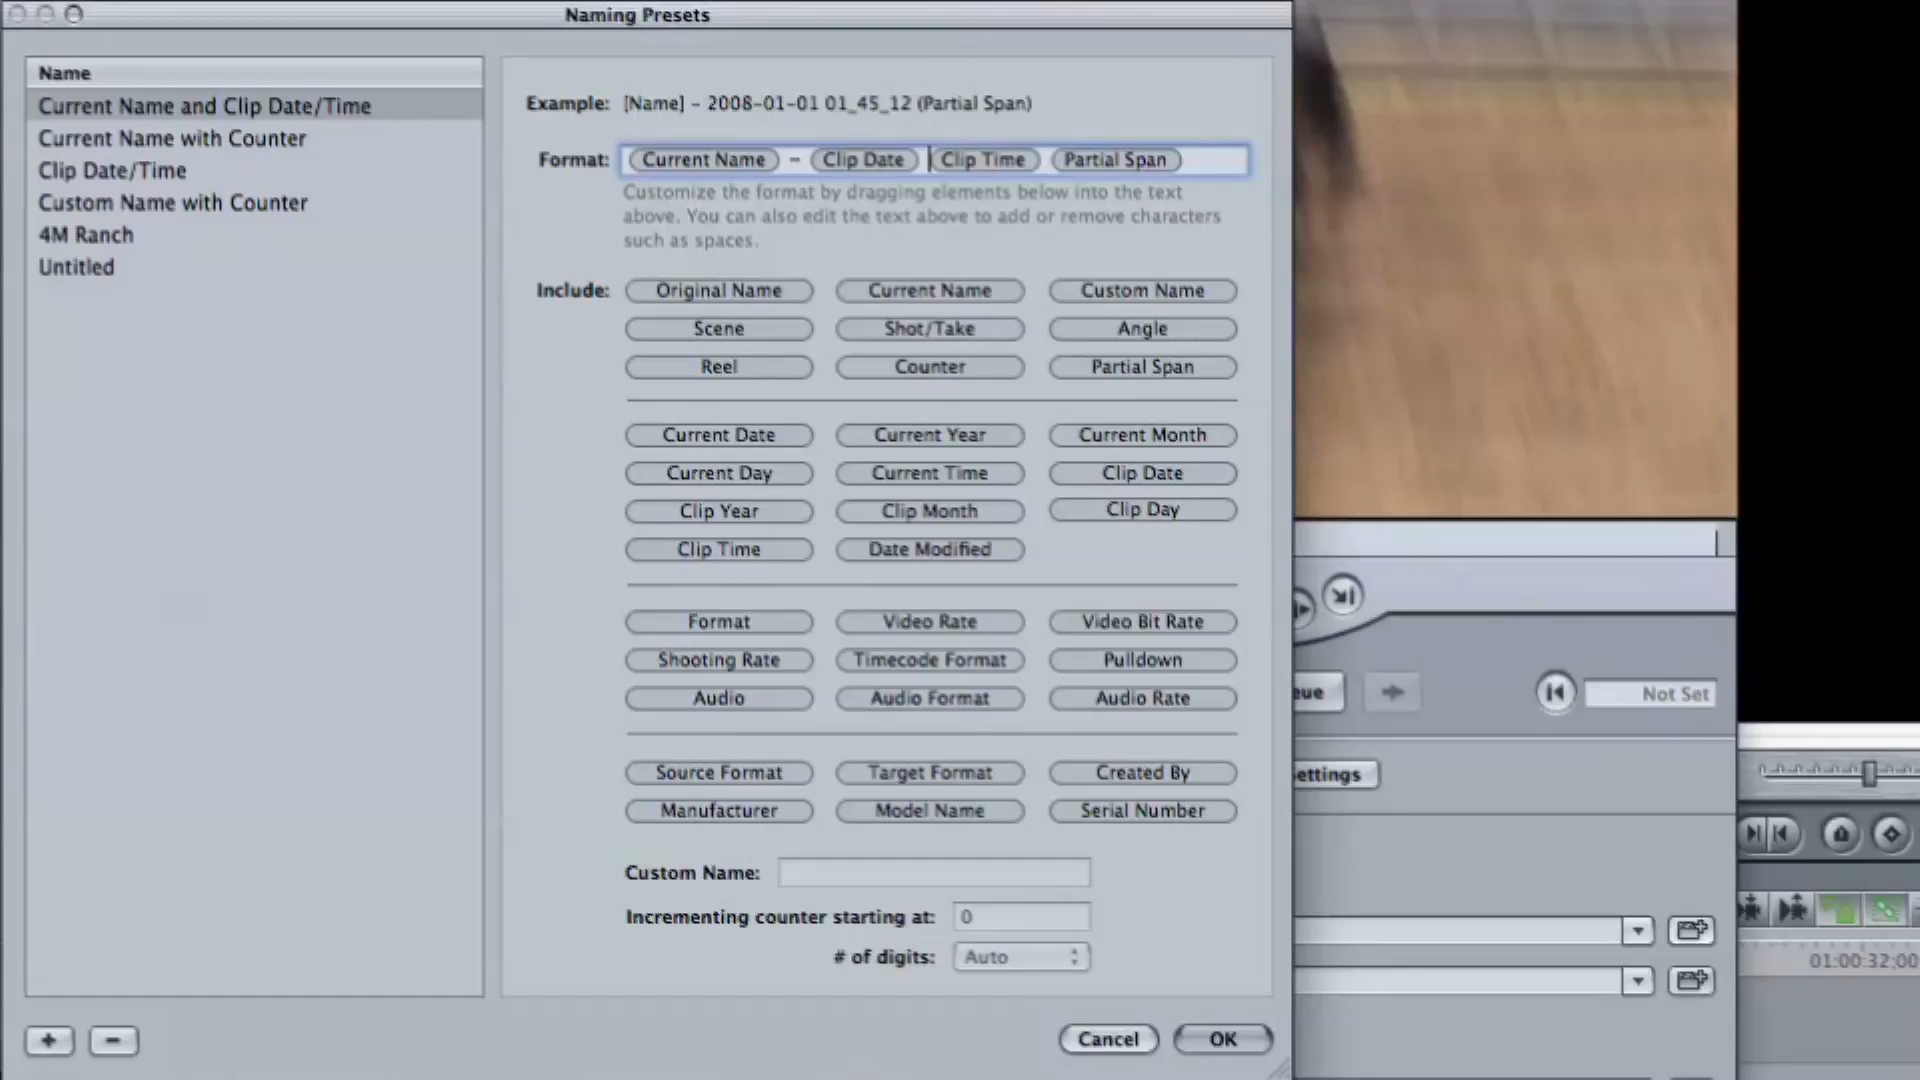 Naming Presets
Name
Current Name and Clip Date/Time
Current Name with Counter
Clip Date/Time
Custom Name with Counter
4M Ranch
Untitled
Example: [Name] - 2008-01-01 01_45_12 (Partial Span)
Format: Current Name - Clip Date Clip Time Partial Span
Customize the format by dragging elements below into the text
above. You can also edit the text above to add or remove characters
such as spaces.
Include: Original Name Current Name Custom Name
Scene Shot/Take Angle
Reel Counter Partial Span
Current Date Current Year Current Month
Current Day Current Time Clip Date
Clip Year Clip Month Clip Day
Clip Time Date Modified
Format Video Rate Video Bit Rate
Shooting Rate Timecode Format Pulldown
Audio Audio Format Audio Rate
Source Format Target Format Created By
Manufacturer Model Name Serial Number
Custom Name:
Incrementing counter starting at: 0
# of digits: Auto
Cancel OK
eue
Not Set
ettings
01:00:32;00